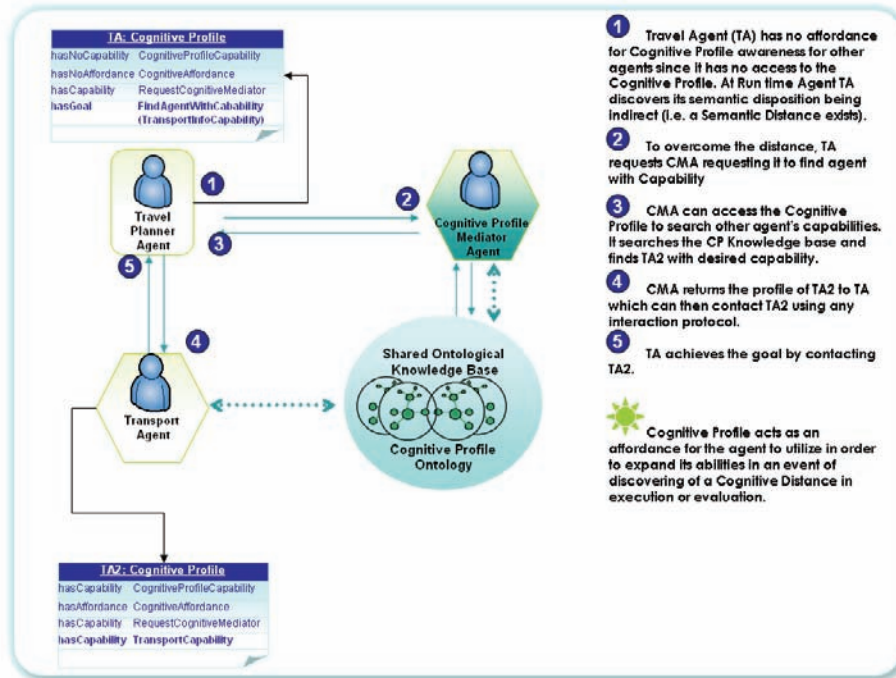 TA: Cognitive Profile
hasNoCapability CognitiveProfileCapability
hasNoAffordance CognitiveAffordance
hasCapability RequestCognitiveMediator
hasGoal FindAgentWithCabability
(TransportInfoCapability)
1
Travel
Planner
Agent
2
3
Cognitive Profile
Mediator
Agent
5
4
Transport
Agent
Shared Ontological
Knowledge Base
Cognitive Profile
Ontology
TA2: Cognitive Profile
hasCapability CognitiveProfileCapability
hasAffordance CognitiveAffordance
hasCapability RequestCognitiveMediator
hasCapability TransportCapability
1 Travel Agent (TA) has no affordance
for Cognitive Profile awareness for other
agents since it has no access to the
Cognitive Profile. At Run time Agent TA
discovers its semantic disposition being
indirect (i.e. a Semantic Distance exists).
2 To overcome the distance, TA
requests CMA requesting it to find agent
with Capability
3 CMA can access the Cognitive
Profile to search other agent's capabilities.
It searches the CP Knowledge base and
finds TA2 with desired capability.
4 CMA returns the profile of TA2 to TA
which can then contact TA2 using any
interaction protocol.
5 TA achieves the goal by contacting
TA2.
Cognitive Profile acts as an
affordance for the agent to utilize in order
to expand its abilities in an event of
discovering of a Cognitive Distance in
execution or evaluation.